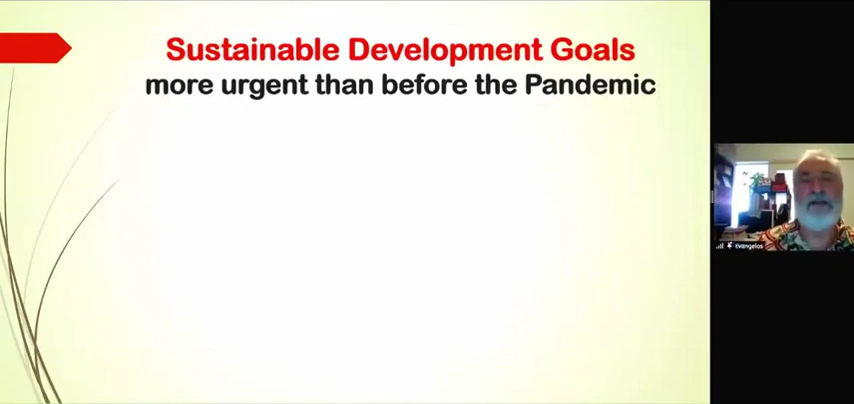 Sustainable Development Goals
more urgent than before the Pandemic
Evangelos